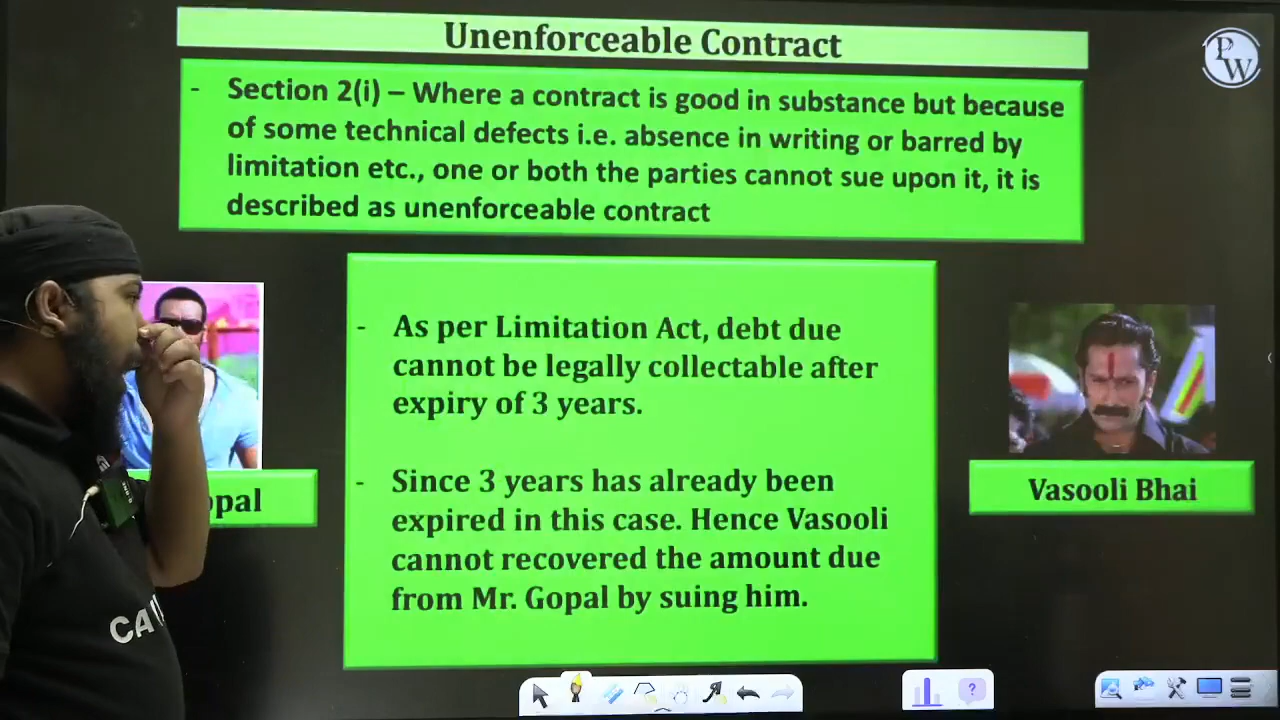 Unenforceable Contract
PW
- Section 2(i) – Where a contract is good in substance but because
of some technical defects i.e. absence in writing or barred by
limitation etc., one or both the parties cannot sue upon it, it is
described as unenforceable contract
- As per Limitation Act, debt due
cannot be legally collectable after
expiry of 3 years.
- Since 3 years has already been
expired in this case. Hence Vasooli
cannot recovered the amount due
from Mr. Gopal by suing him.
opal
Vasooli Bhai
CA